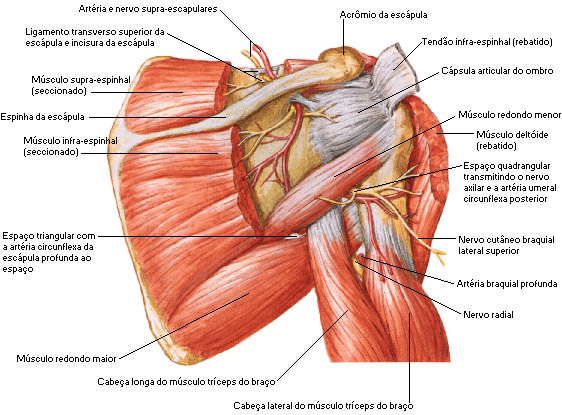 Artéria e nervo supra-escapulares
Ligamento transverso superior da
escápula e incisura da escápula
Músculo supra-espinhal
(seccionado)
Espinha da escápula
Músculo infra-espinhal
(seccionado)
Espaço triangular com
a artéria circunflexa da
escápula profunda ao
espaço
Músculo redondo maior
Cabeça longa do músculo tríceps do braço
Cabeça lateral do músculo tríceps do braço
Acrômio da escápula
Tendão infra-espinhal (rebatido)
Cápsula articular do ombro
Músculo redondo menor
Músculo deltóide
(rebatido)
Espaço quadrangular
transmitindo o nervo
axilar e a artéria umeral
circunflexa posterior
Nervo cutâneo braquial
lateral superior
Artéria braquial profunda
Nervo radial